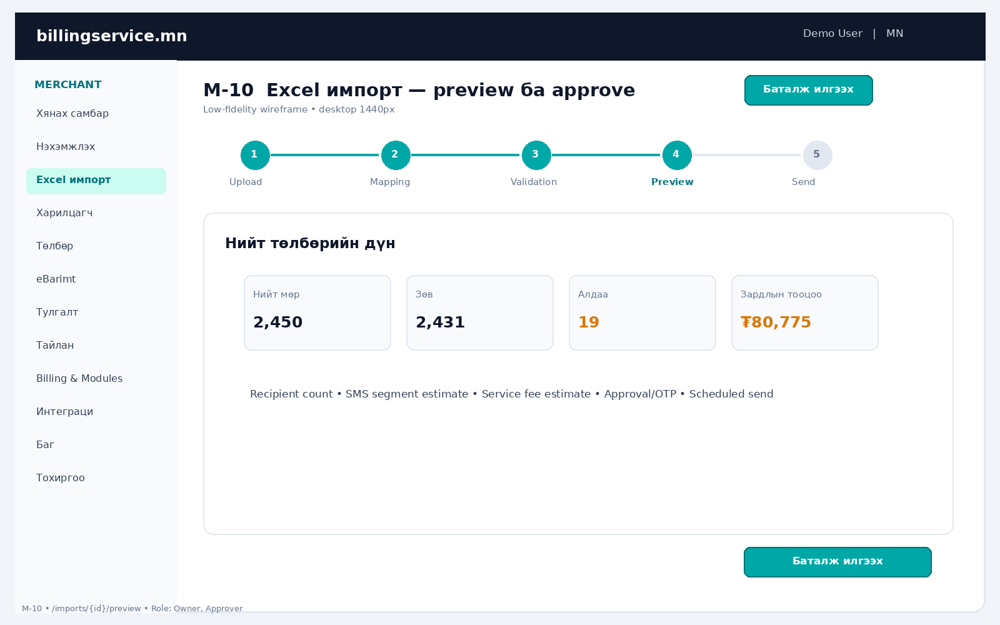 billingservice.mn
Demo User | MN
MERCHANT
Хянах самбар
Нэхэмжлэх
Excel импорт
Харилцагч
Төлбөр
eBarimt
Тулгалт
Тайлан
Billing & Modules
Интеграци
Баг
Тохиргоо
M-10 Excel импорт — preview ба approve
Low-fidelity wireframe • desktop 1440px
Баталж илгээх
1
2
3
4
5
Upload
Mapping
Validation
Preview
Send
Нийт төлбөрийн дүн
Нийт мөр
2,450
Зөв
2,431
Алдаа
19
Зардлын тооцоо
₮80,775
Recipient count • SMS segment estimate • Service fee estimate • Approval/OTP • Scheduled send
Баталж илгээх
M-10 • /imports/{id}/preview • Role: Owner, Approver